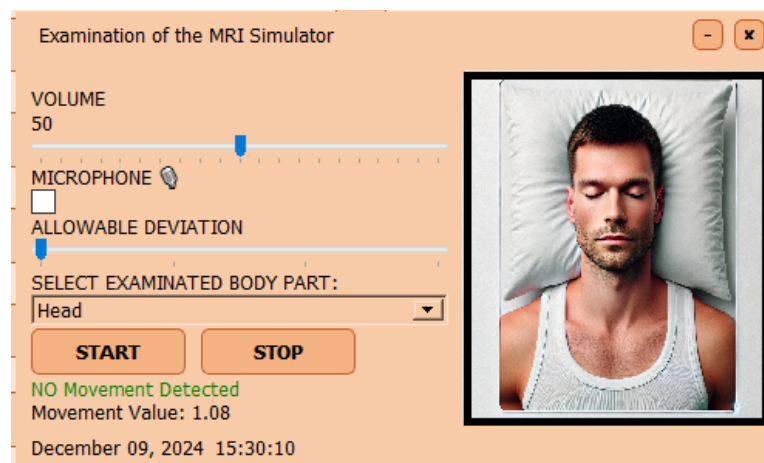 Examination of the MRI Simulator
-
x
VOLUME
50
MICROPHONE
ALLOWABLE DEVIATION
SELECT EXAMINATED BODY PART:
Head
START
STOP
NO Movement Detected
Movement Value: 1.08
December 09, 2024 15:30:10